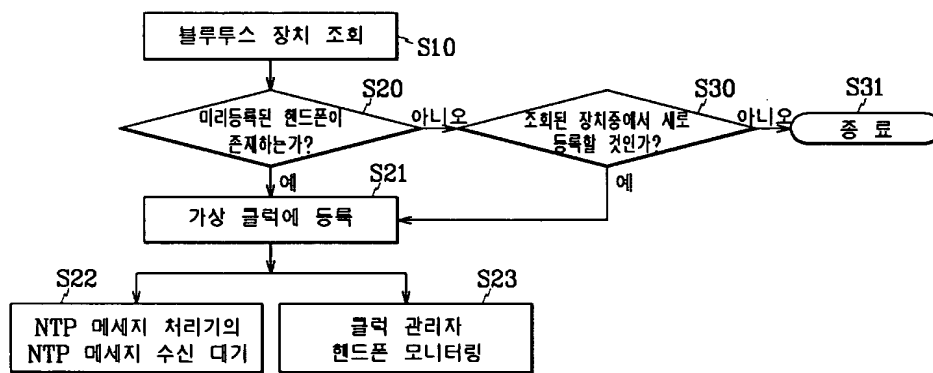 블루투스 장치 조회
S10
S20
미리등록된 핸드폰이
존재하는가?
아니오
S30
조회된 장치중에서 새로
등록할 것인가?
아니오
S31
종 료
예
예
S21
가상 클럭에 등록
S22
NTP 메세지 처리기의
NTP 메세지 수신 대기
S23
클럭 관리자
핸드폰 모니터링